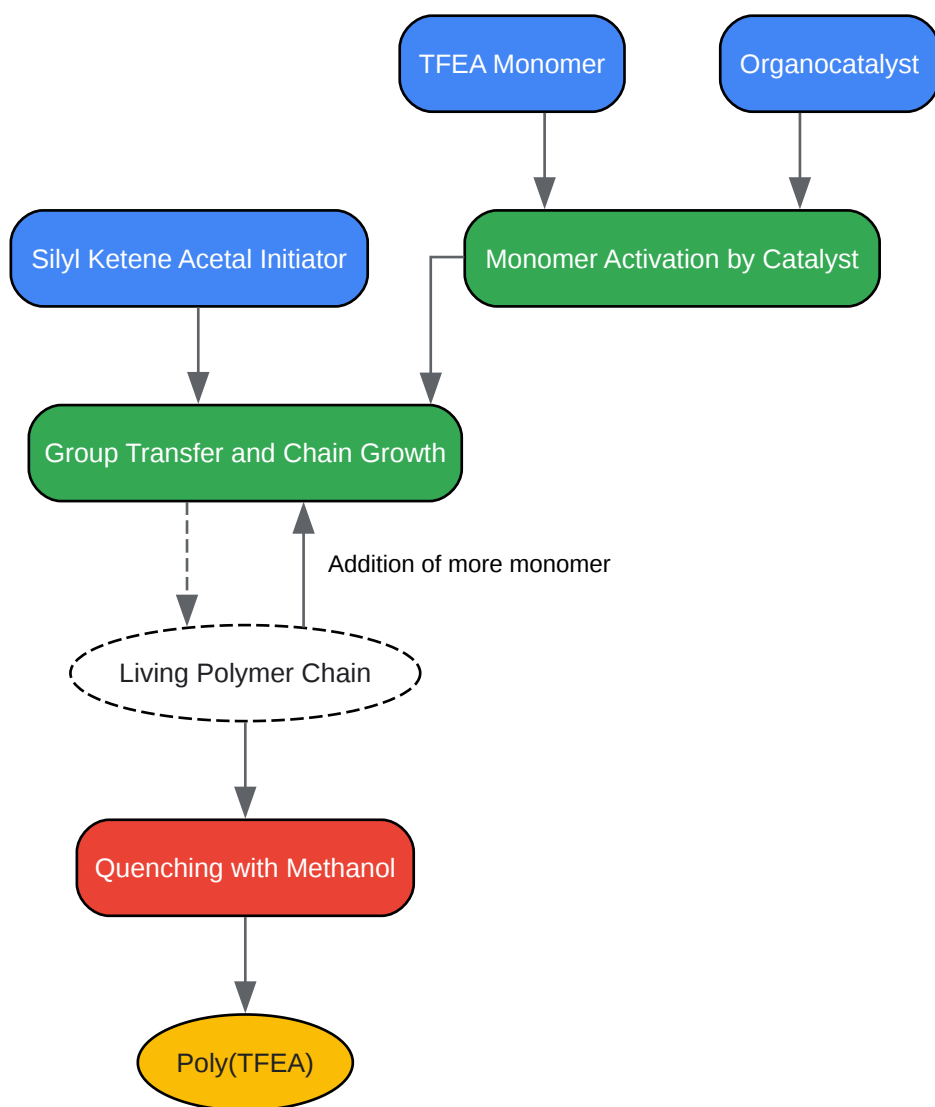 TFEA Monomer
Organocatalyst
Silyl Ketene Acetal Initiator
Monomer Activation by Catalyst
Group Transfer and Chain Growth
Addition of more monomer
Living Polymer Chain
Quenching with Methanol
Poly(TFEA)